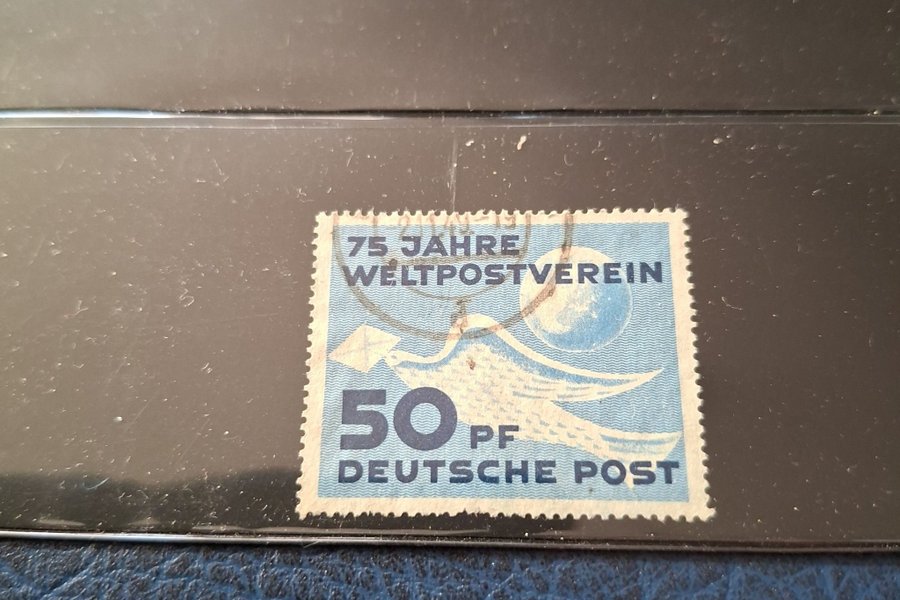 75 JAHRE
WELTPOSTVEREIN
50 PF
DEUTSCHE POST